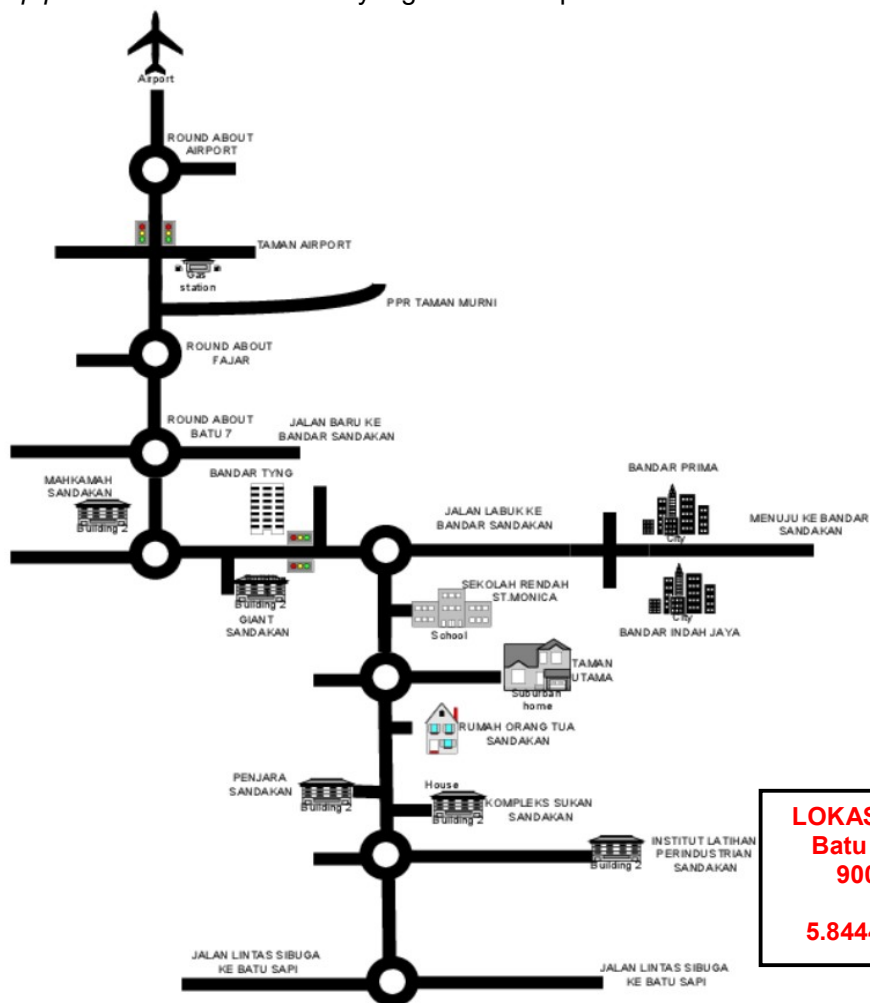 Airport
ROUND ABOUT
AIRPORT
TAMAN AIRPORT
Gas
station
PPR TAMAN MURNI
ROUND ABOUT
FAJAR
ROUND ABOUT
BATU 7
JALAN BARU KE
BANDAR SANDAKAN
MAHKAMAH
SANDAKAN
Building 2
BANDAR TYNG
Building 2
GIANT
SANDAKAN
JALAN LABUK KE
BANDAR SANDAKAN
BANDAR PRIMA
City
MENUJU KE BANDAR
SANDAKAN
City
BANDAR INDAH JAYA
SEKOLAH RENDAH
ST.MONICA
School
TAMAN
UTAMA
Suburban
home
RUMAH ORANG TUA
SANDAKAN
House
PENJARA
SANDAKAN
Building 2
KOMPLEKS SUKAN
SANDAKAN
Building 2
INSTITUT LATIHAN
PERINDUSTRIAN
SANDAKAN
Building 2
LOKAS
Batu
900
5.844
JALAN LINTAS SIBUGA
KE BATU SAPI
JALAN LINTAS SIBUGA
KE BATU SAPI